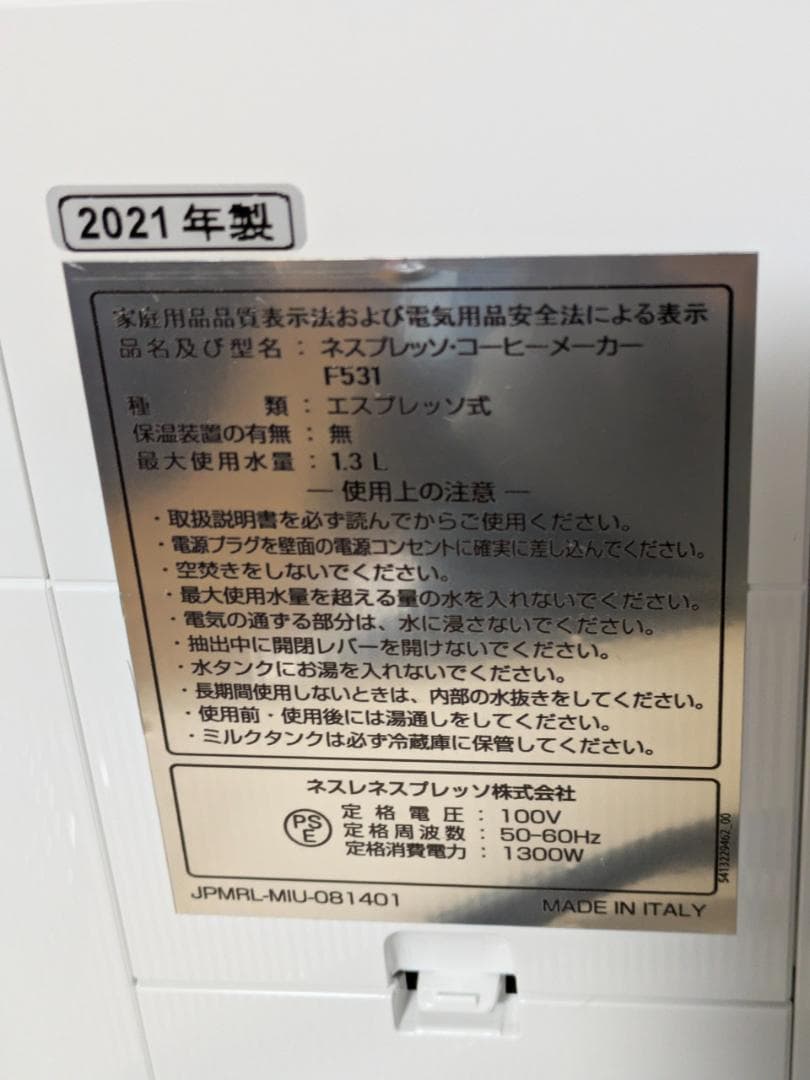 2021年製
家庭用品品質表示法および電気用品安全法による表示
品名及び型名：ネスプレッソ・コーヒーメーカー
F531
種　　　　類：エスプレッソ式
保温装置の有無：無
最大使用水量：1.3 L
― 使用上の注意 ―
・取扱説明書を必ず読んでからご使用ください。
・電源プラグを壁面の電源コンセントに確実に差し込んでください。
・空焚きをしないでください。
・最大使用水量を超える量の水を入れないでください。
・電気の通ずる部分は、水に浸さないでください。
・抽出中に開閉レバーを開けないでください。
・水タンクにお湯を入れないでください。
・長期間使用しないときは、内部の水抜きをしてください。
・使用前・使用後には湯通しをしてください。
・ミルクタンクは必ず冷蔵庫に保管してください。
ネスレネスプレッソ株式会社
PS
E
定格電圧：100V
定格周波数：50-60Hz
定格消費電力：1300W
S413229462_00
JPMRL-MIU-081401
MADE IN ITALY